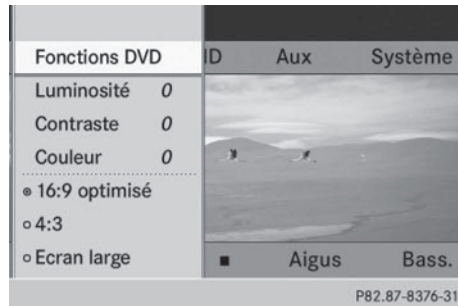 Fonctions DVD ID Aux Système
Luminosité 0
Contraste 0
Couleur 0
16:9 optimisé
4:3
Ecran large
■ Aigus Bass.
P82.87-8376-31